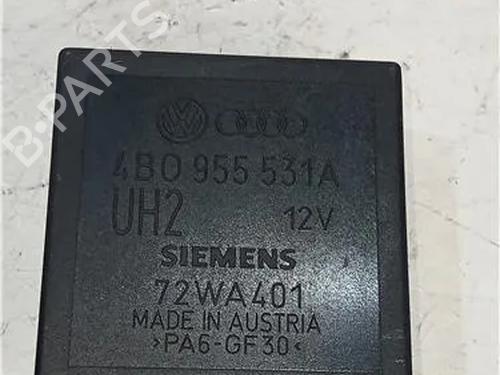 B-PARTS
4B0 955 531A
UH2 12V
SIEMENS
72WA401
MADE IN AUSTRIA
>PA6-GF30<